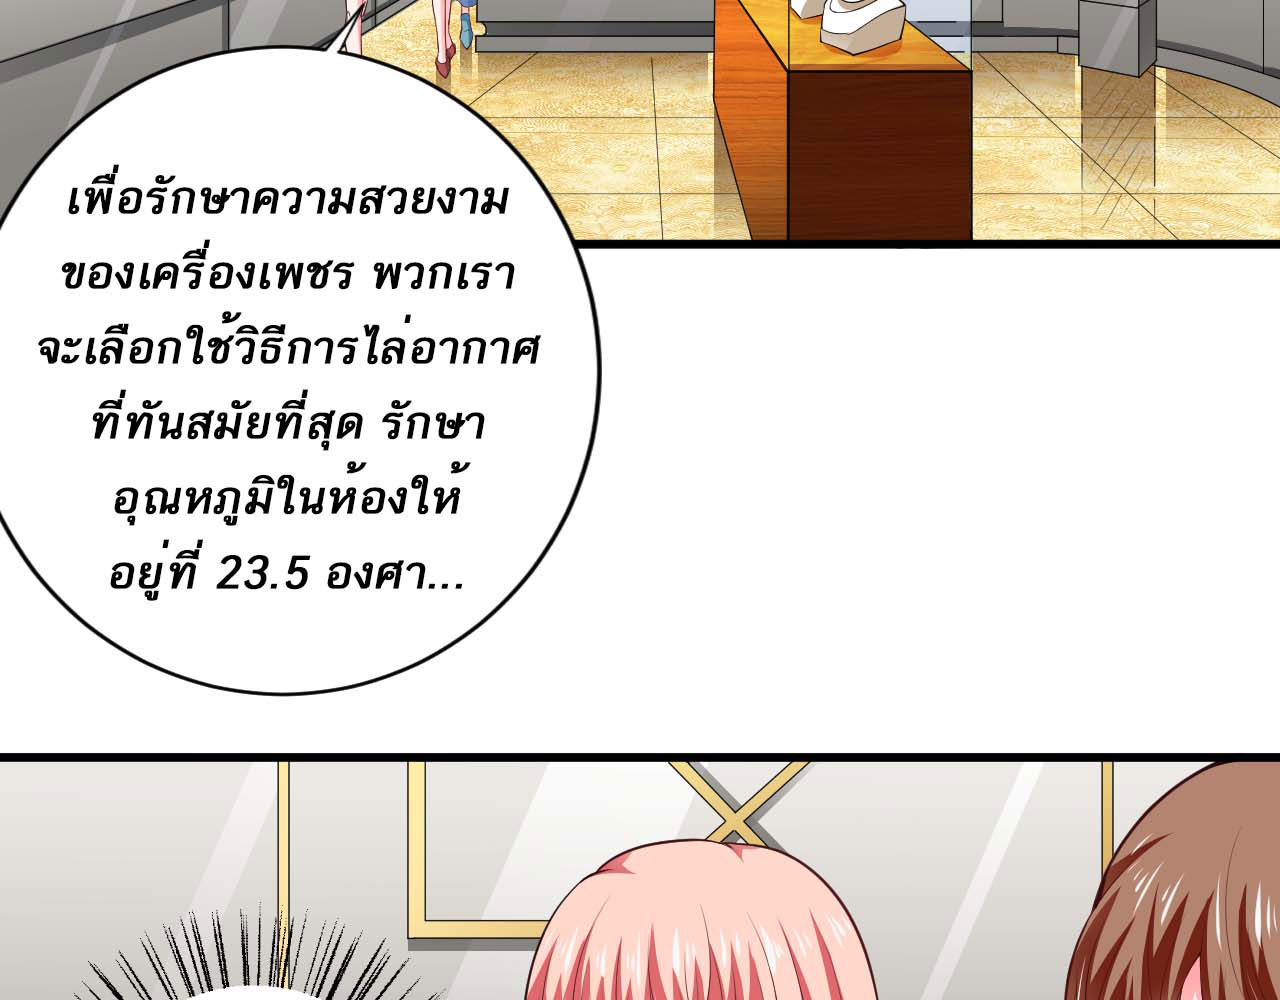 เพื่อรักษาความสวยงาม
ของเครื่องเพชร พวกเรา
จะเลือกใช้วิธีการไล่อากาศ
ที่ทันสมัยที่สุด รักษา
อุณหภูมิในห้องให้
อยู่ที่ 23.5 องศา...